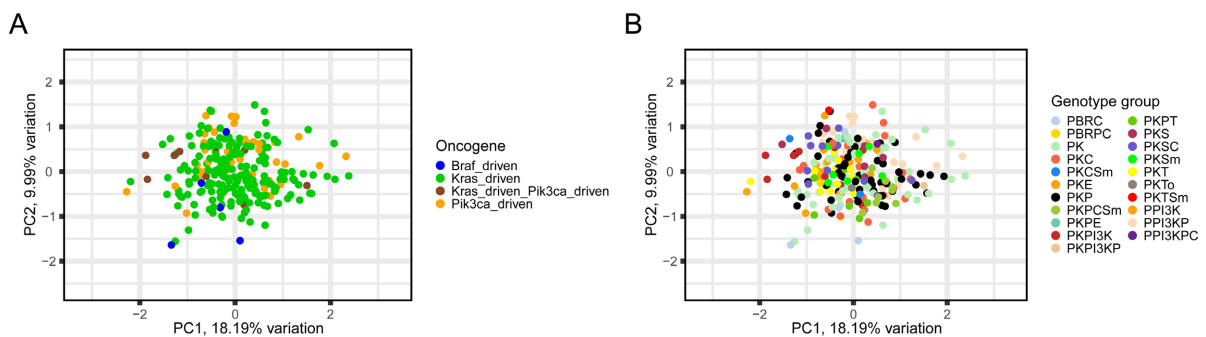 A
PC2, 9.99% variation
2
1
0
−1
−2
−2
0
2
PC1, 18.19% variation
Oncogene
Braf_driven
Kras_driven
Kras_driven_Pik3ca_driven
Pik3ca_driven
B
PC2, 9.99% variation
2
1
0
−1
−2
−2
0
2
PC1, 18.19% variation
Genotype group
PBRC
PBRPC
PK
PKC
PKCSm
PKE
PKP
PKPCSm
PKPE
PKPI3K
PKPI3KP
PKPT
PKS
PKSC
PKSm
PKT
PKTo
PKTSm
PPI3K
PPI3KP
PPI3KPC